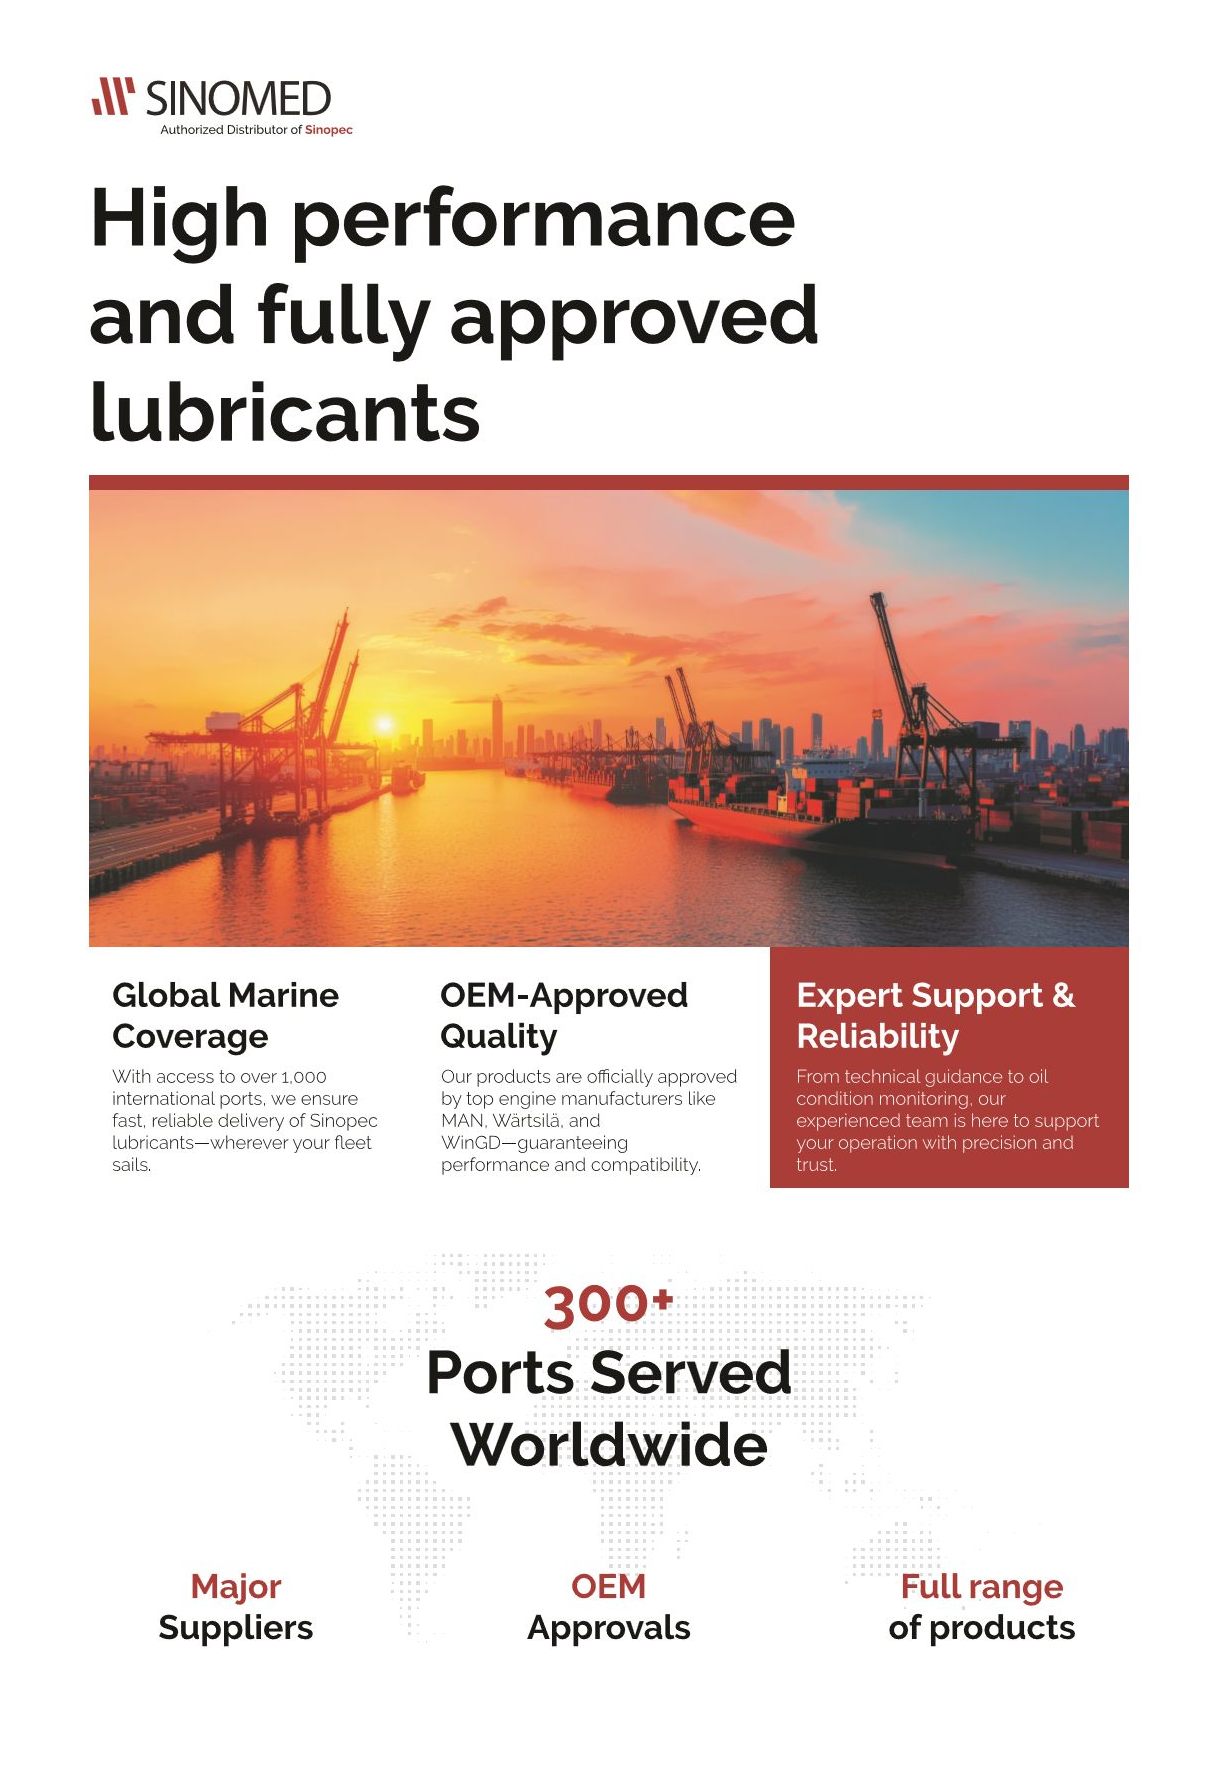 SINOMED
Authorized Distributor of Sinopec
High performance
and fully approved
lubricants
Global Marine
Coverage
With access to over 1,000
international ports, we ensure
fast, reliable delivery of Sinopec
lubricants—wherever your fleet
sails.
OEM-Approved
Quality
Our products are officially approved
by top engine manufacturers like
MAN, Wärtsilä, and
WinGD—guaranteeing
performance and compatibility.
Expert Support &
Reliability
From technical guidance to oil
condition monitoring, our
experienced team is here to support
your operation with precision and
trust.
300+
Ports Served
Worldwide
Major
Suppliers
OEM
Approvals
Full range
of products